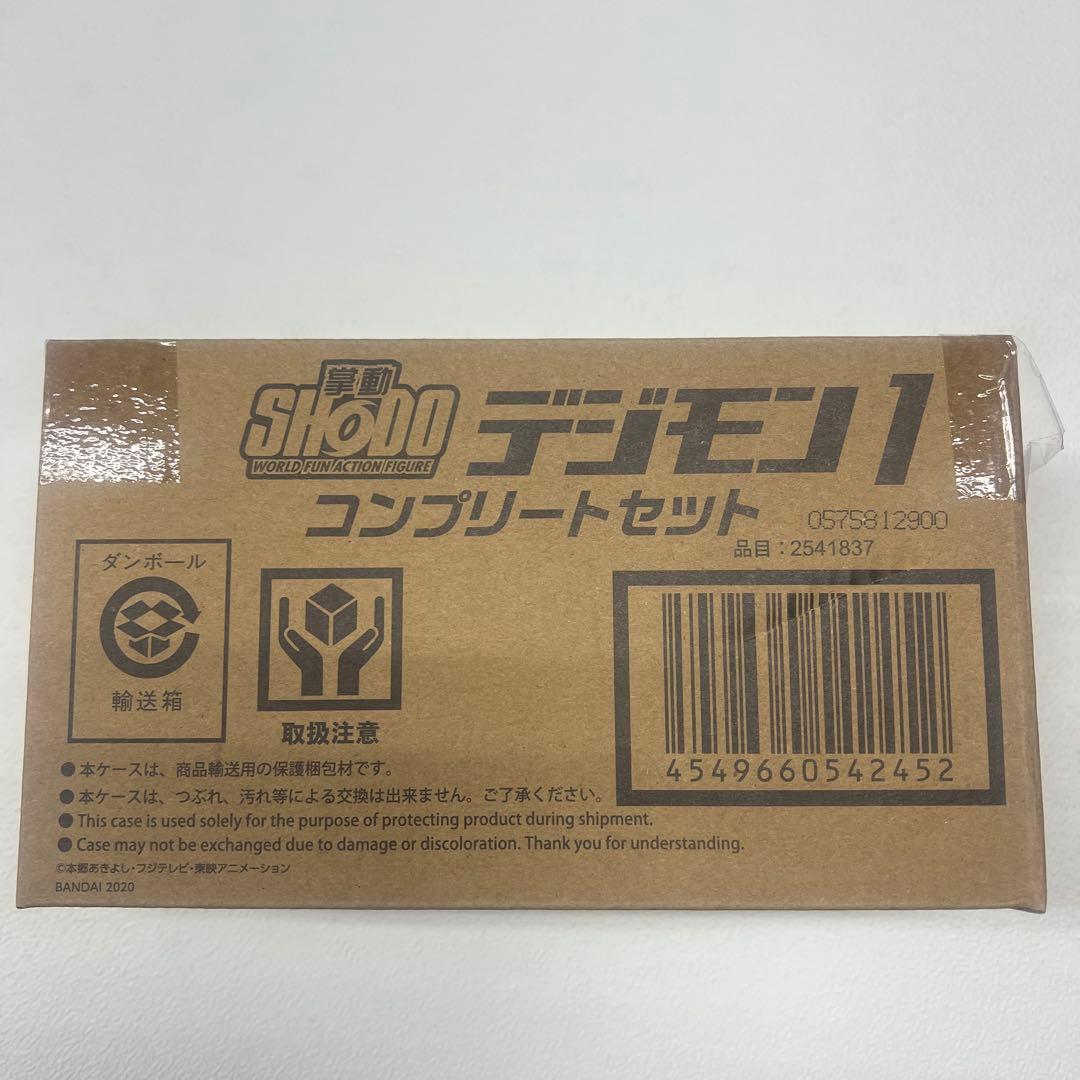 掌動
SHODO
WORLD FUN ACTION FIGURE
デジモン1
コンプリートセット
0575812900
品目：2541837
ダンボール
輸送箱
取扱注意
4549660542452
●本ケースは、商品輸送用の保護梱包材です。
●本ケースは、つぶれ、汚れ等による交換は出来ません。ご了承ください。
●This case is used solely for the purpose of protecting product during shipment.
●Case may not be exchanged due to damage or discoloration. Thank you for understanding.
©本郷あきよし・フジテレビ・東映アニメーション
BANDAI 2020